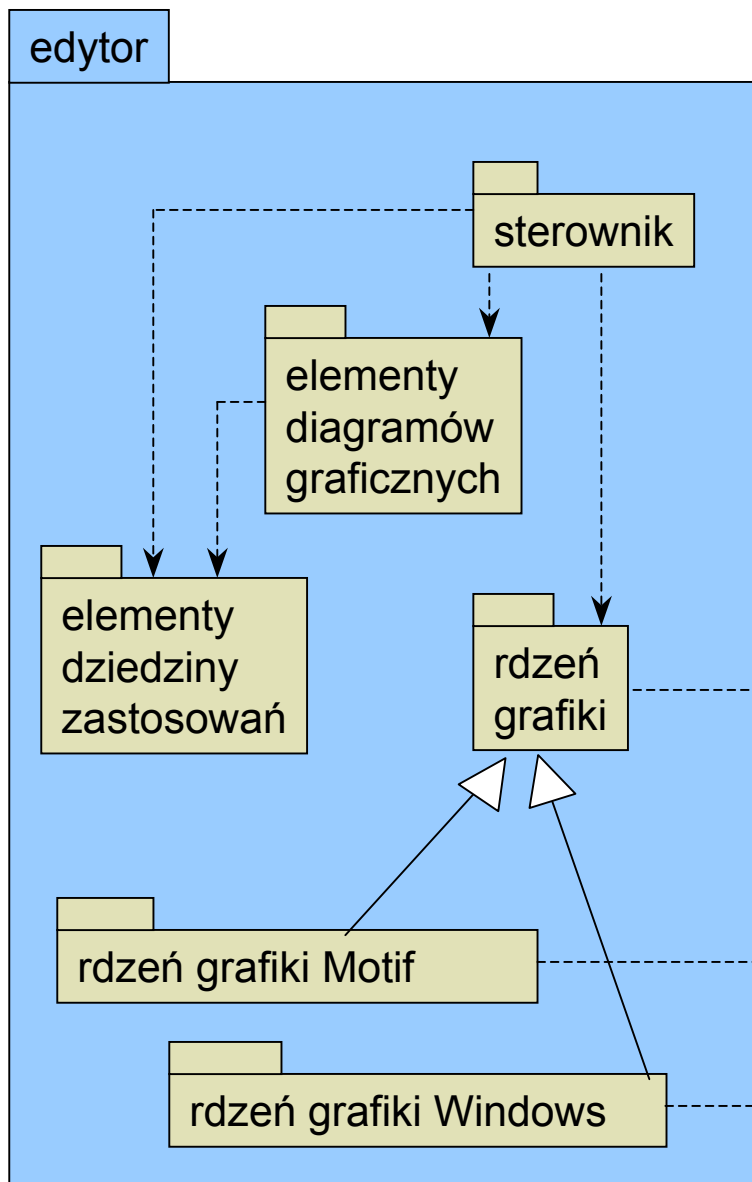 edytor
sterownik
elementy
diagramów
graficznych
elementy
dziedziny
zastosowań
rdzeń
grafiki
rdzeń grafiki Motif
rdzeń grafiki Windows